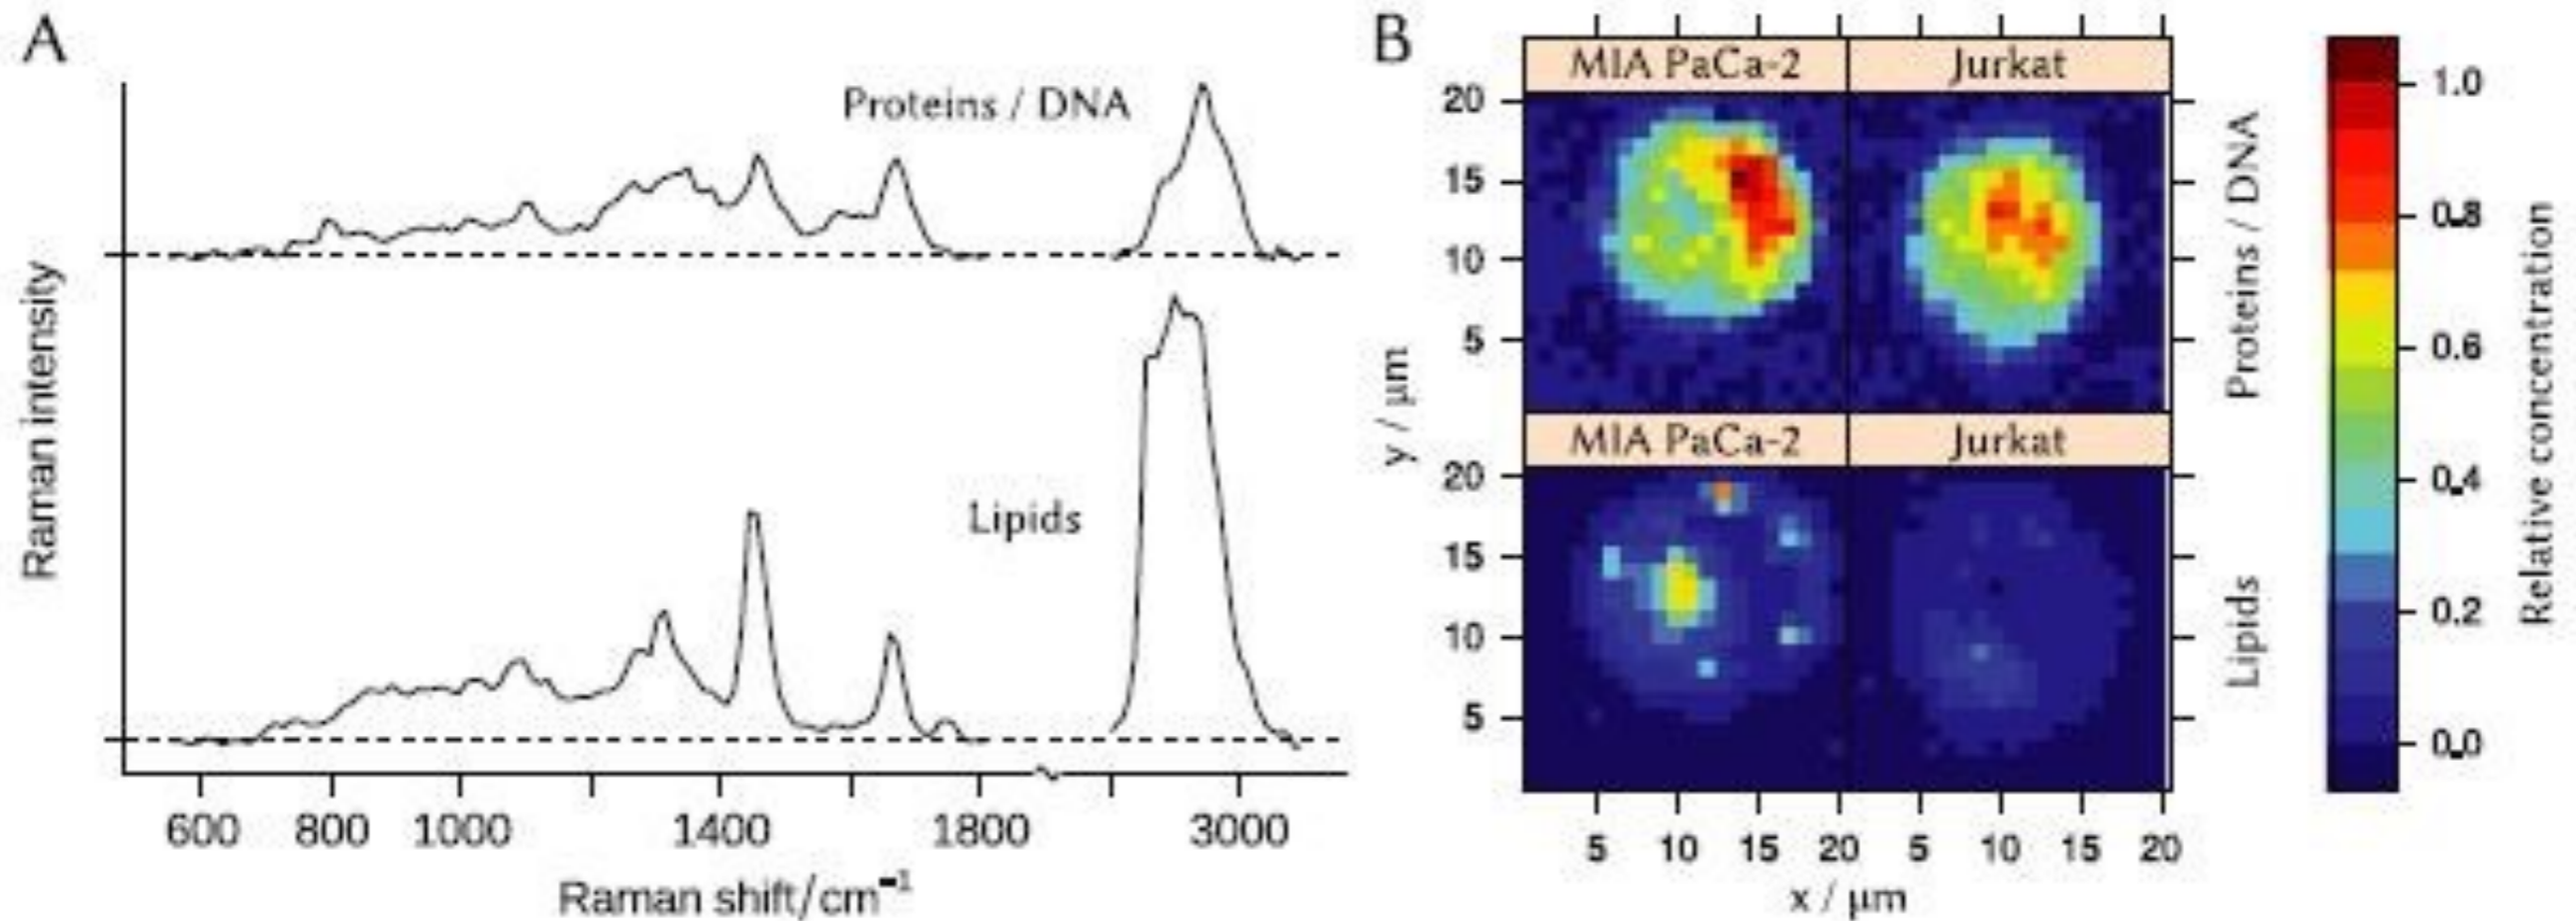 A
Proteins / DNA
Lipids
Raman intensity
600 800 1000 1400 1800 3000
Raman shift/cm⁻¹
B
MIA PaCa-2 Jurkat
20
15
10
5
Proteins / DNA
MIA PaCa-2 Jurkat
20
15
10
5
Lipids
y / μm
5 10 15 20 5 10 15 20
x / μm
1.0
0.8
0.6
0.4
0.2
0.0
Relative concentration